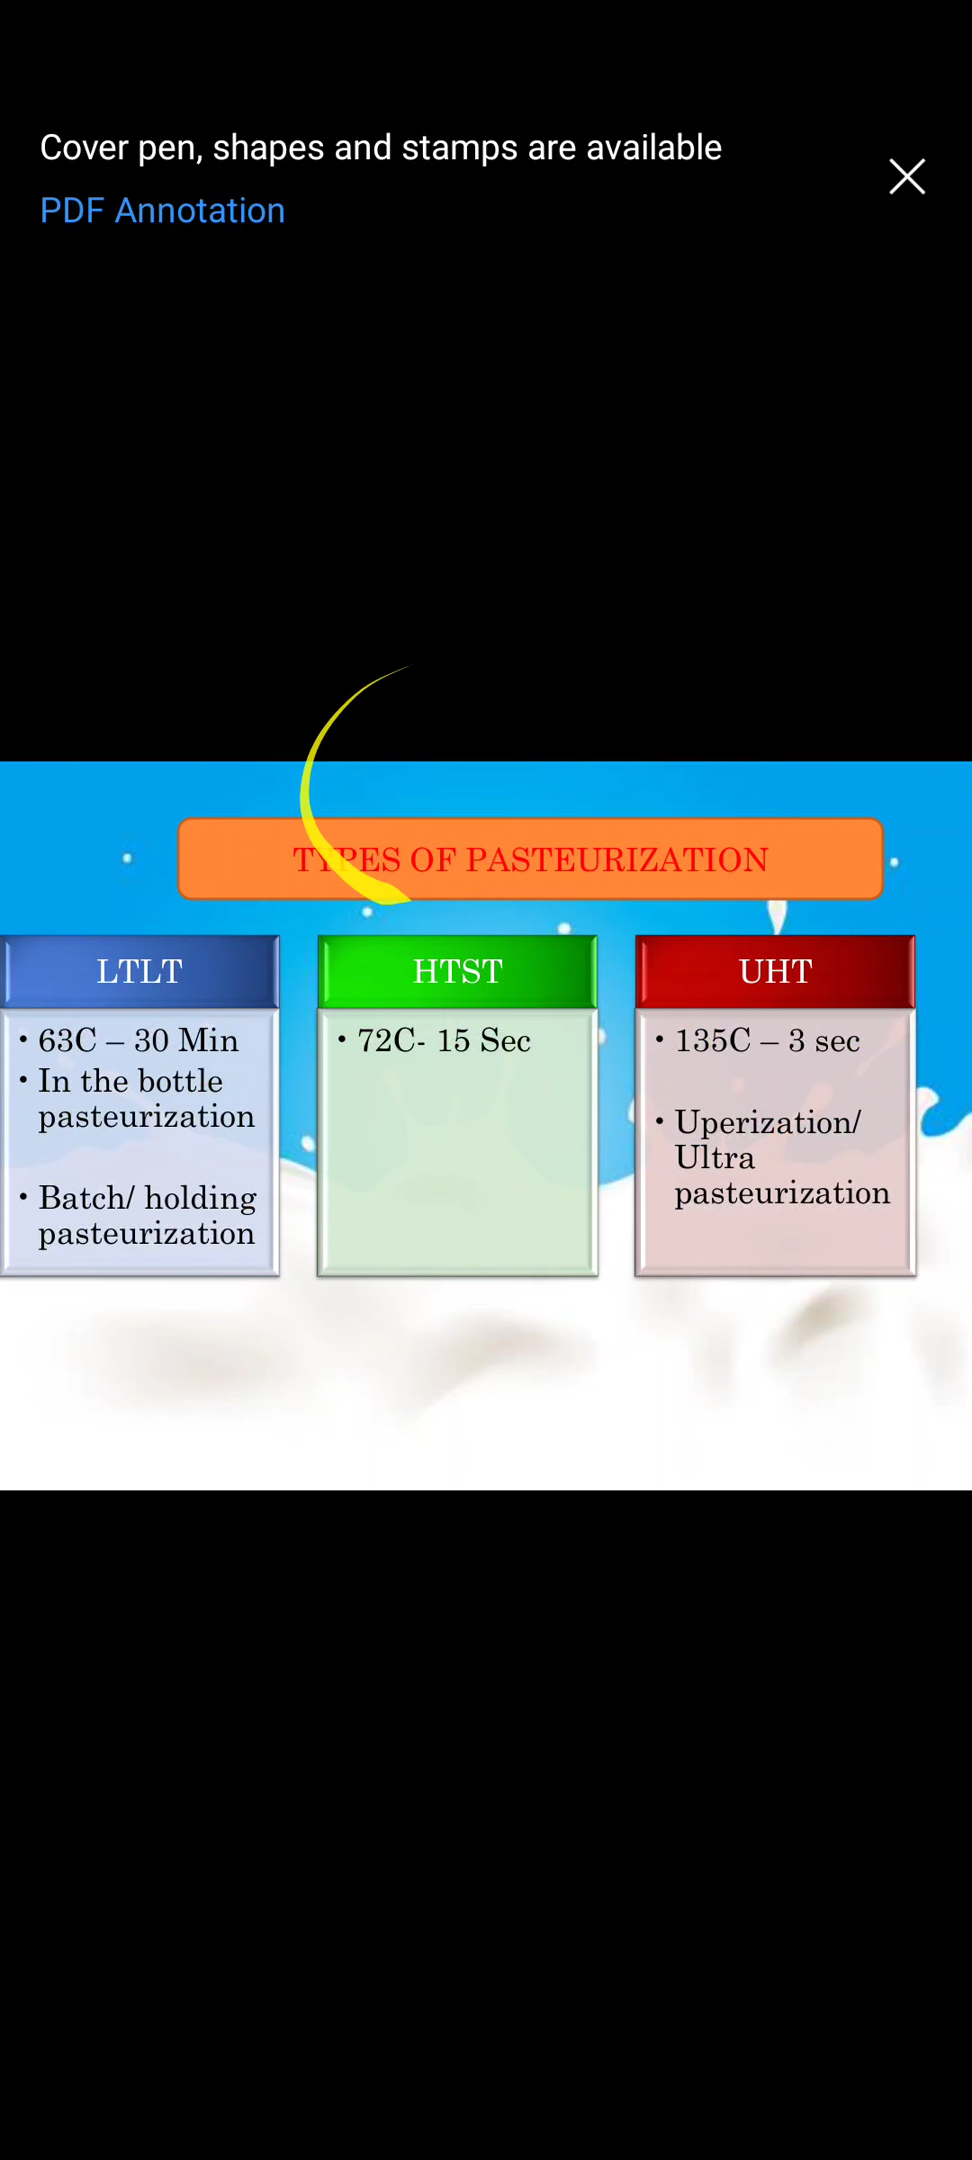 Cover pen, shapes and stamps are available
PDF Annotation
TYPES OF PASTEURIZATION
LTLT
• 63C – 30 Min
• In the bottle
pasteurization
• Batch/ holding
pasteurization
HTST
• 72C- 15 Sec
UHT
• 135C – 3 sec
• Uperization/
Ultra
pasteurization